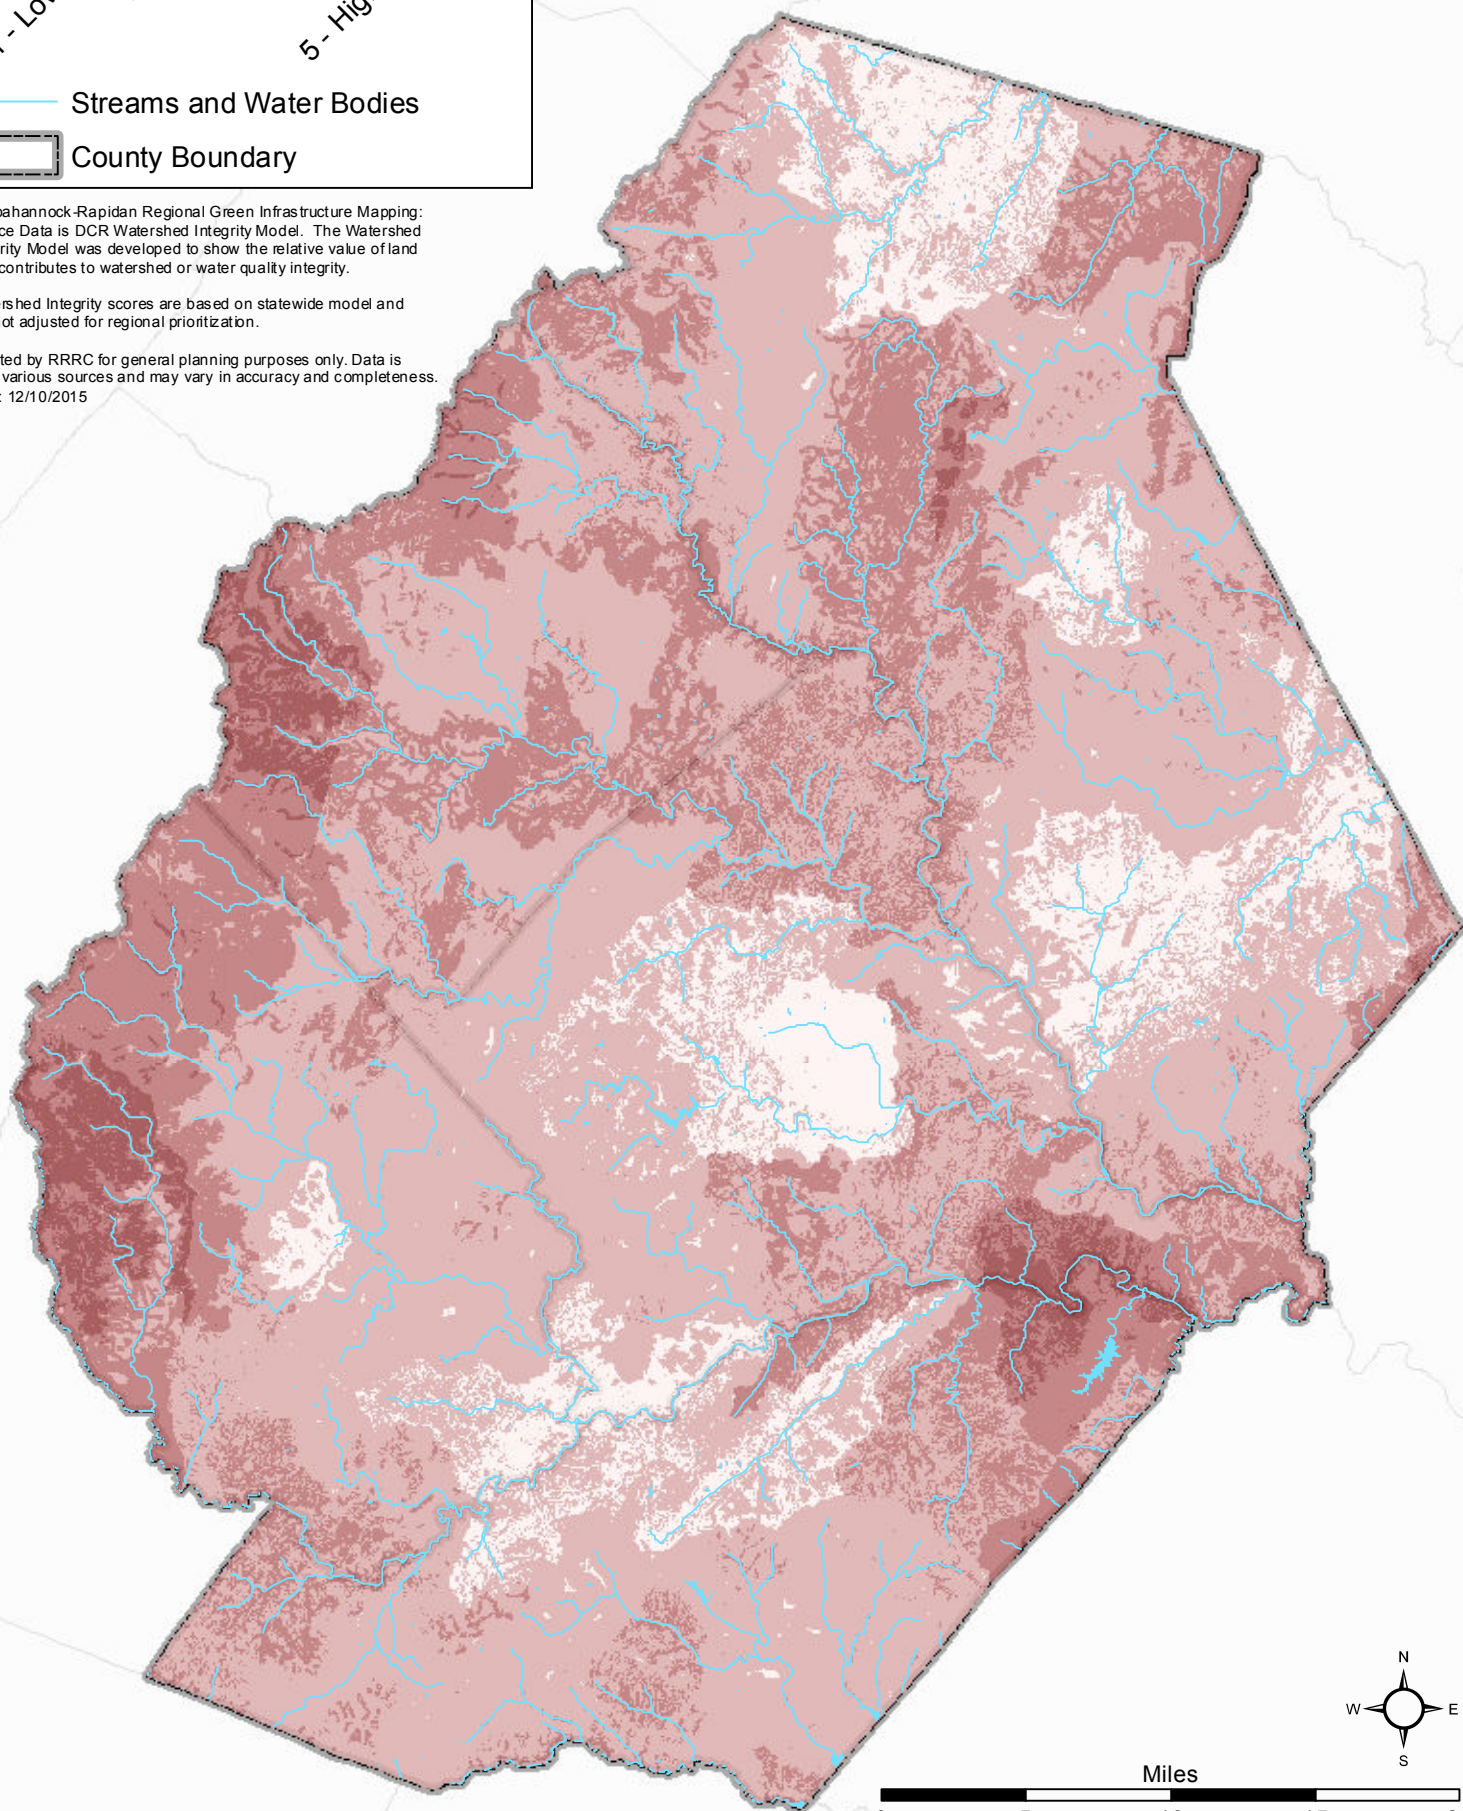 - Low
5 - Hig
Streams and Water Bodies
County Boundary
pahannock-Rapidan Regional Green Infrastructure Mapping:
ce Data is DCR Watershed Integrity Model. The Watershed
rity Model was developed to show the relative value of land
contributes to watershed or water quality integrity.
ershed Integrity scores are based on statewide model and
not adjusted for regional prioritization.
ted by RRRC for general planning purposes only. Data is
various sources and may vary in accuracy and completeness.
: 12/10/2015
N
W E
S
Miles